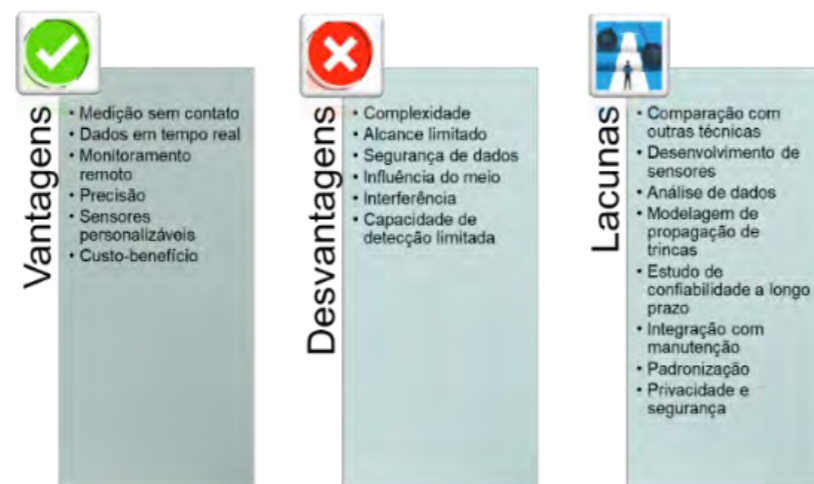 Vantagens
• Medição sem contato
• Dados em tempo real
• Monitoramento
remoto
• Precisão
• Sensores
personalizáveis
• Custo-benefício
Desvantagens
• Complexidade
• Alcance limitado
• Segurança de dados
• Influência do meio
• Interferência
• Capacidade de
detecção limitada
Lacunas
• Comparação com
outras técnicas
• Desenvolvimento de
sensores
• Análise de dados
• Modelagem de
propagação de
trincas
• Estudo de
confiabilidade a longo
prazo
• Integração com
manutenção
• Padronização
• Privacidade e
segurança